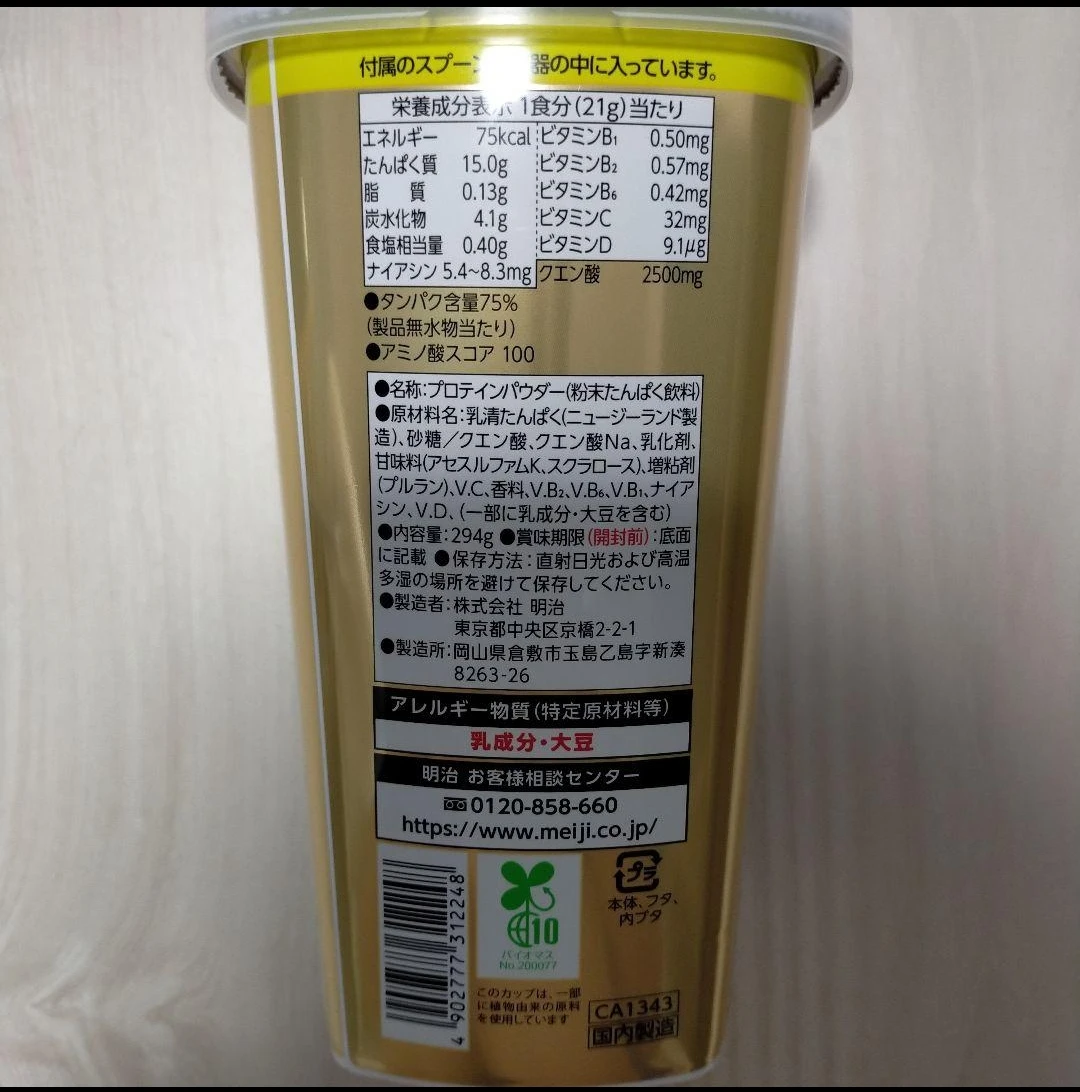 付属のスプーン 器の中に入っています。
栄養成分表示 1食分(21g)当たり
エネルギー 75kcal ビタミンB₁ 0.50mg
たんぱく質 15.0g ビタミンB₂ 0.57mg
脂 質 0.13g ビタミンB₆ 0.42mg
炭水化物 4.1g ビタミンC 32mg
食塩相当量 0.40g ビタミンD 9.1μg
ナイアシン 5.4~8.3mg クエン酸 2500mg
●タンパク含量75%
(製品無水物当たり)
●アミノ酸スコア 100
●名称:プロテインパウダー(粉末たんぱく飲料)
●原材料名:乳清たんぱく(ニュージーランド製
造)、砂糖/クエン酸、クエン酸Na、乳化剤、
甘味料(アセスルファムK、スクラロース)、増粘剤
(プルラン)、V.C、香料、V.B₂、V.B₆、V.B₁、ナイア
シン、V.D、(一部に乳成分・大豆を含む)
●内容量:294g ●賞味期限(開封前):底面
に記載 ●保存方法:直射日光および高温
多湿の場所を避けて保存してください。
●製造者:株式会社 明治
東京都中央区京橋2-2-1
●製造所:岡山県倉敷市玉島乙島字新湊
8263-26
アレルギー物質(特定原材料等)
乳成分・大豆
明治 お客様相談センター
0120-858-660
https://www.meiji.co.jp/
4 902777 312248
10
バイオマス
No.200077
このカップは、一部
に植物由来の原料
を使用しています
プラ
本体、フタ、
内ブタ
CA1343
国内製造